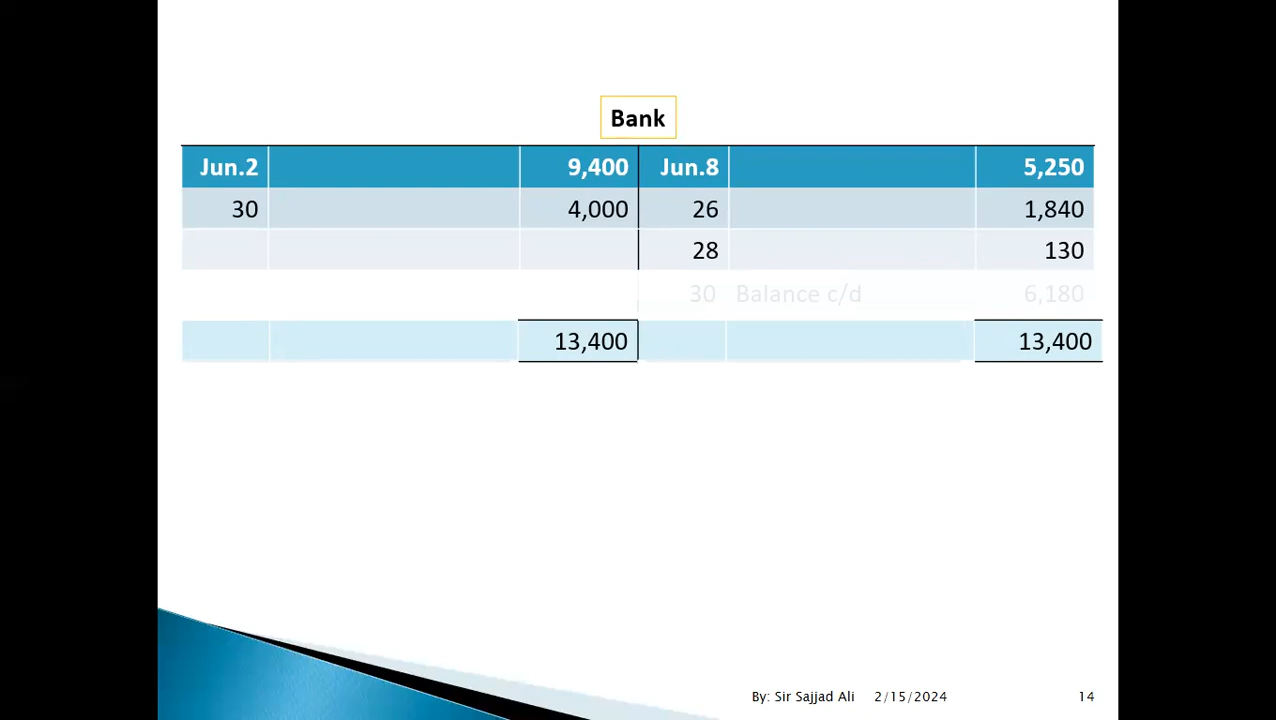 Bank
Jun.2 9,400 Jun.8 5,250
30 4,000 26 1,840
28 130
30 Balance c/d 6,180
13,400 13,400
By: Sir Sajjad Ali 2/15/2024 14